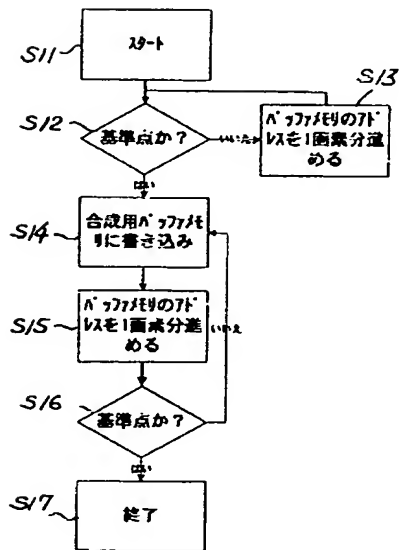 S11
スタート
S12
基準点か?
いいえ
S13
バッファメモリのアド
レスを1画素分進
める
はい
S14
合成用バッファメモ
リに書き込み
S15
バッファメモリのアド
レスを1画素分進
める
いいえ
S16
基準点か?
はい
S17
終了